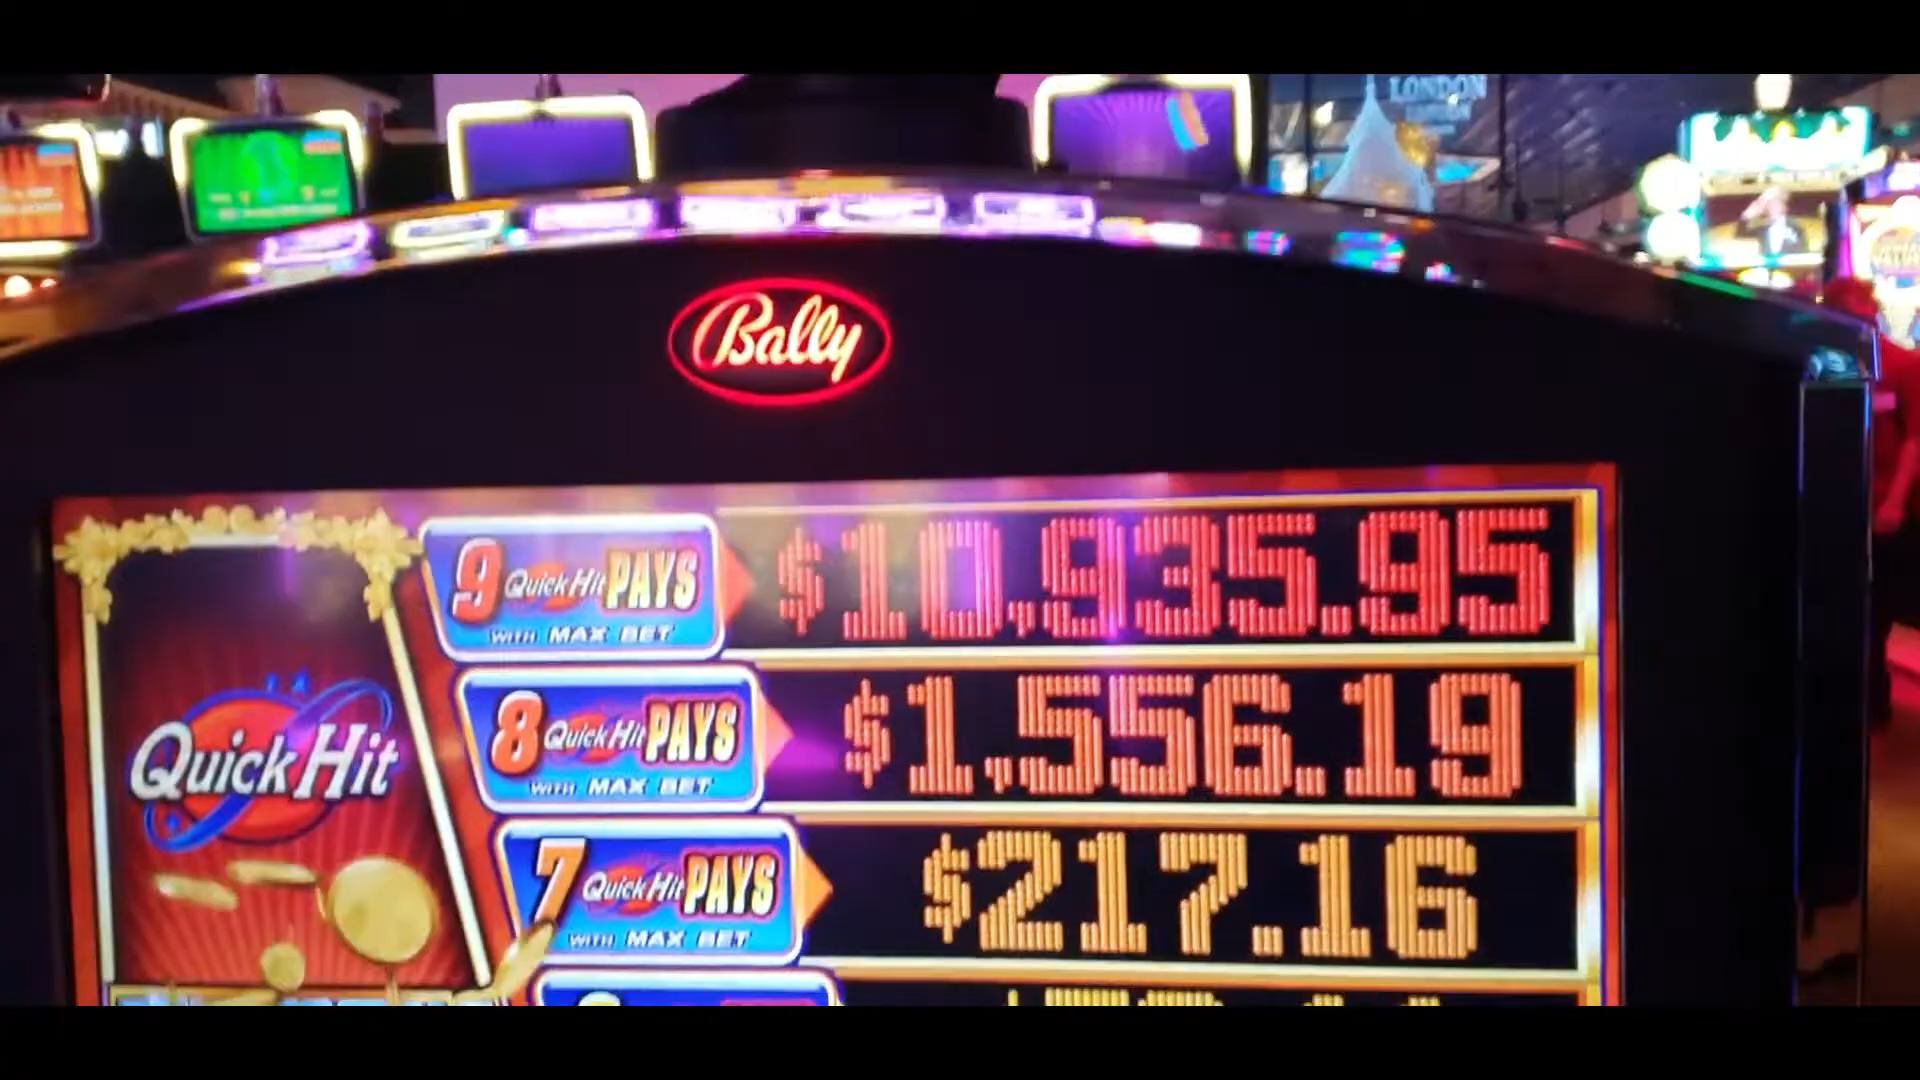 LONDON
Bally
9 Quick Hit PAYS
WITH MAX BET
$10,935.95
8 Quick Hit PAYS
WITH MAX BET
$1,556.19
Quick Hit
7 Quick Hit PAYS
WITH MAX BET
$217.16